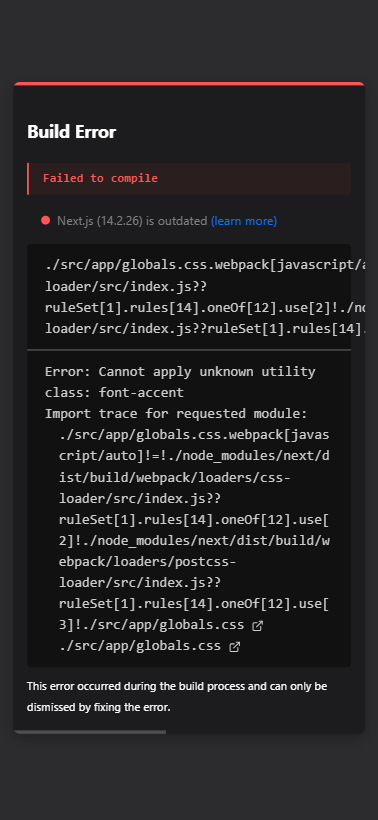 Build Error
Failed to compile
Next.js (14.2.26) is outdated (learn more)
./src/app/globals.css.webpack[javascript/a
loader/src/index.js??
ruleSet[1].rules[14].oneOf[12].use[2]!./no
loader/src/index.js??ruleSet[1].rules[14].
Error: Cannot apply unknown utility
class: font-accent
Import trace for requested module:
./src/app/globals.css.webpack[javas
cript/auto]!=!./node_modules/next/d
ist/build/webpack/loaders/css-
loader/src/index.js??
ruleSet[1].rules[14].oneOf[12].use[
2]!./node_modules/next/dist/build/w
ebpack/loaders/postcss-
loader/src/index.js??
ruleSet[1].rules[14].oneOf[12].use[
3]!./src/app/globals.css
./src/app/globals.css
This error occurred during the build process and can only be
dismissed by fixing the error.